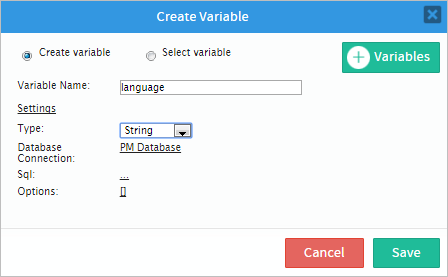 Create Variable
Create variable Select variable
+ Variables
Variable Name: language
Settings
Type: String
Database Connection: PM Database
Sql: ...
Options: []
Cancel Save